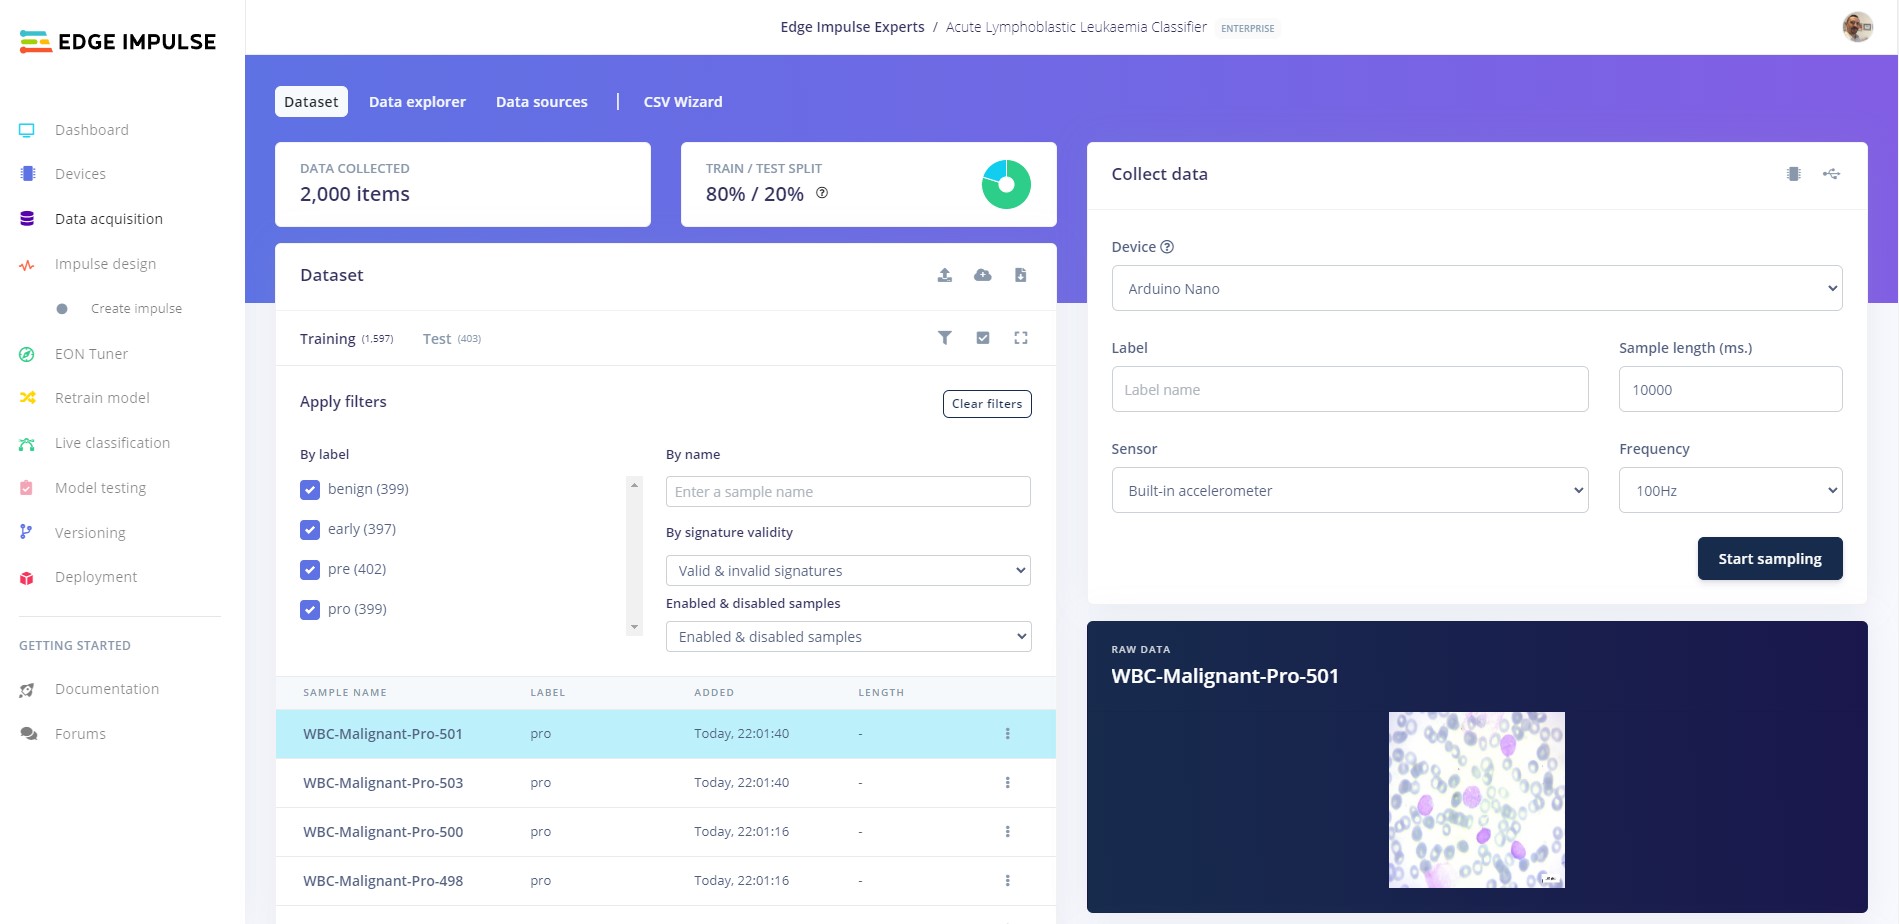 EDGE IMPULSE
Edge Impulse Experts / Acute Lymphoblastic Leukaemia Classifier ENTERPRISE
Dashboard
Devices
Data acquisition
Impulse design
Create impulse
EON Tuner
Retrain model
Live classification
Model testing
Versioning
Deployment
GETTING STARTED
Documentation
Forums
Dataset Data explorer Data sources | CSV Wizard
DATA COLLECTED
2,000 items
TRAIN / TEST SPLIT
80% / 20%
Dataset
Training (1,597) Test (403)
Apply filters
Clear filters
By label
benign (399)
early (397)
pre (402)
pro (399)
By name
Enter a sample name
By signature validity
Valid & invalid signatures
Enabled & disabled samples
Enabled & disabled samples
SAMPLE NAME LABEL ADDED LENGTH
WBC-Malignant-Pro-501 pro Today, 22:01:40 -
WBC-Malignant-Pro-503 pro Today, 22:01:40 -
WBC-Malignant-Pro-500 pro Today, 22:01:16 -
WBC-Malignant-Pro-498 pro Today, 22:01:16 -
Collect data
Device
Arduino Nano
Label
Label name
Sample length (ms.)
10000
Sensor
Built-in accelerometer
Frequency
100Hz
Start sampling
RAW DATA
WBC-Malignant-Pro-501